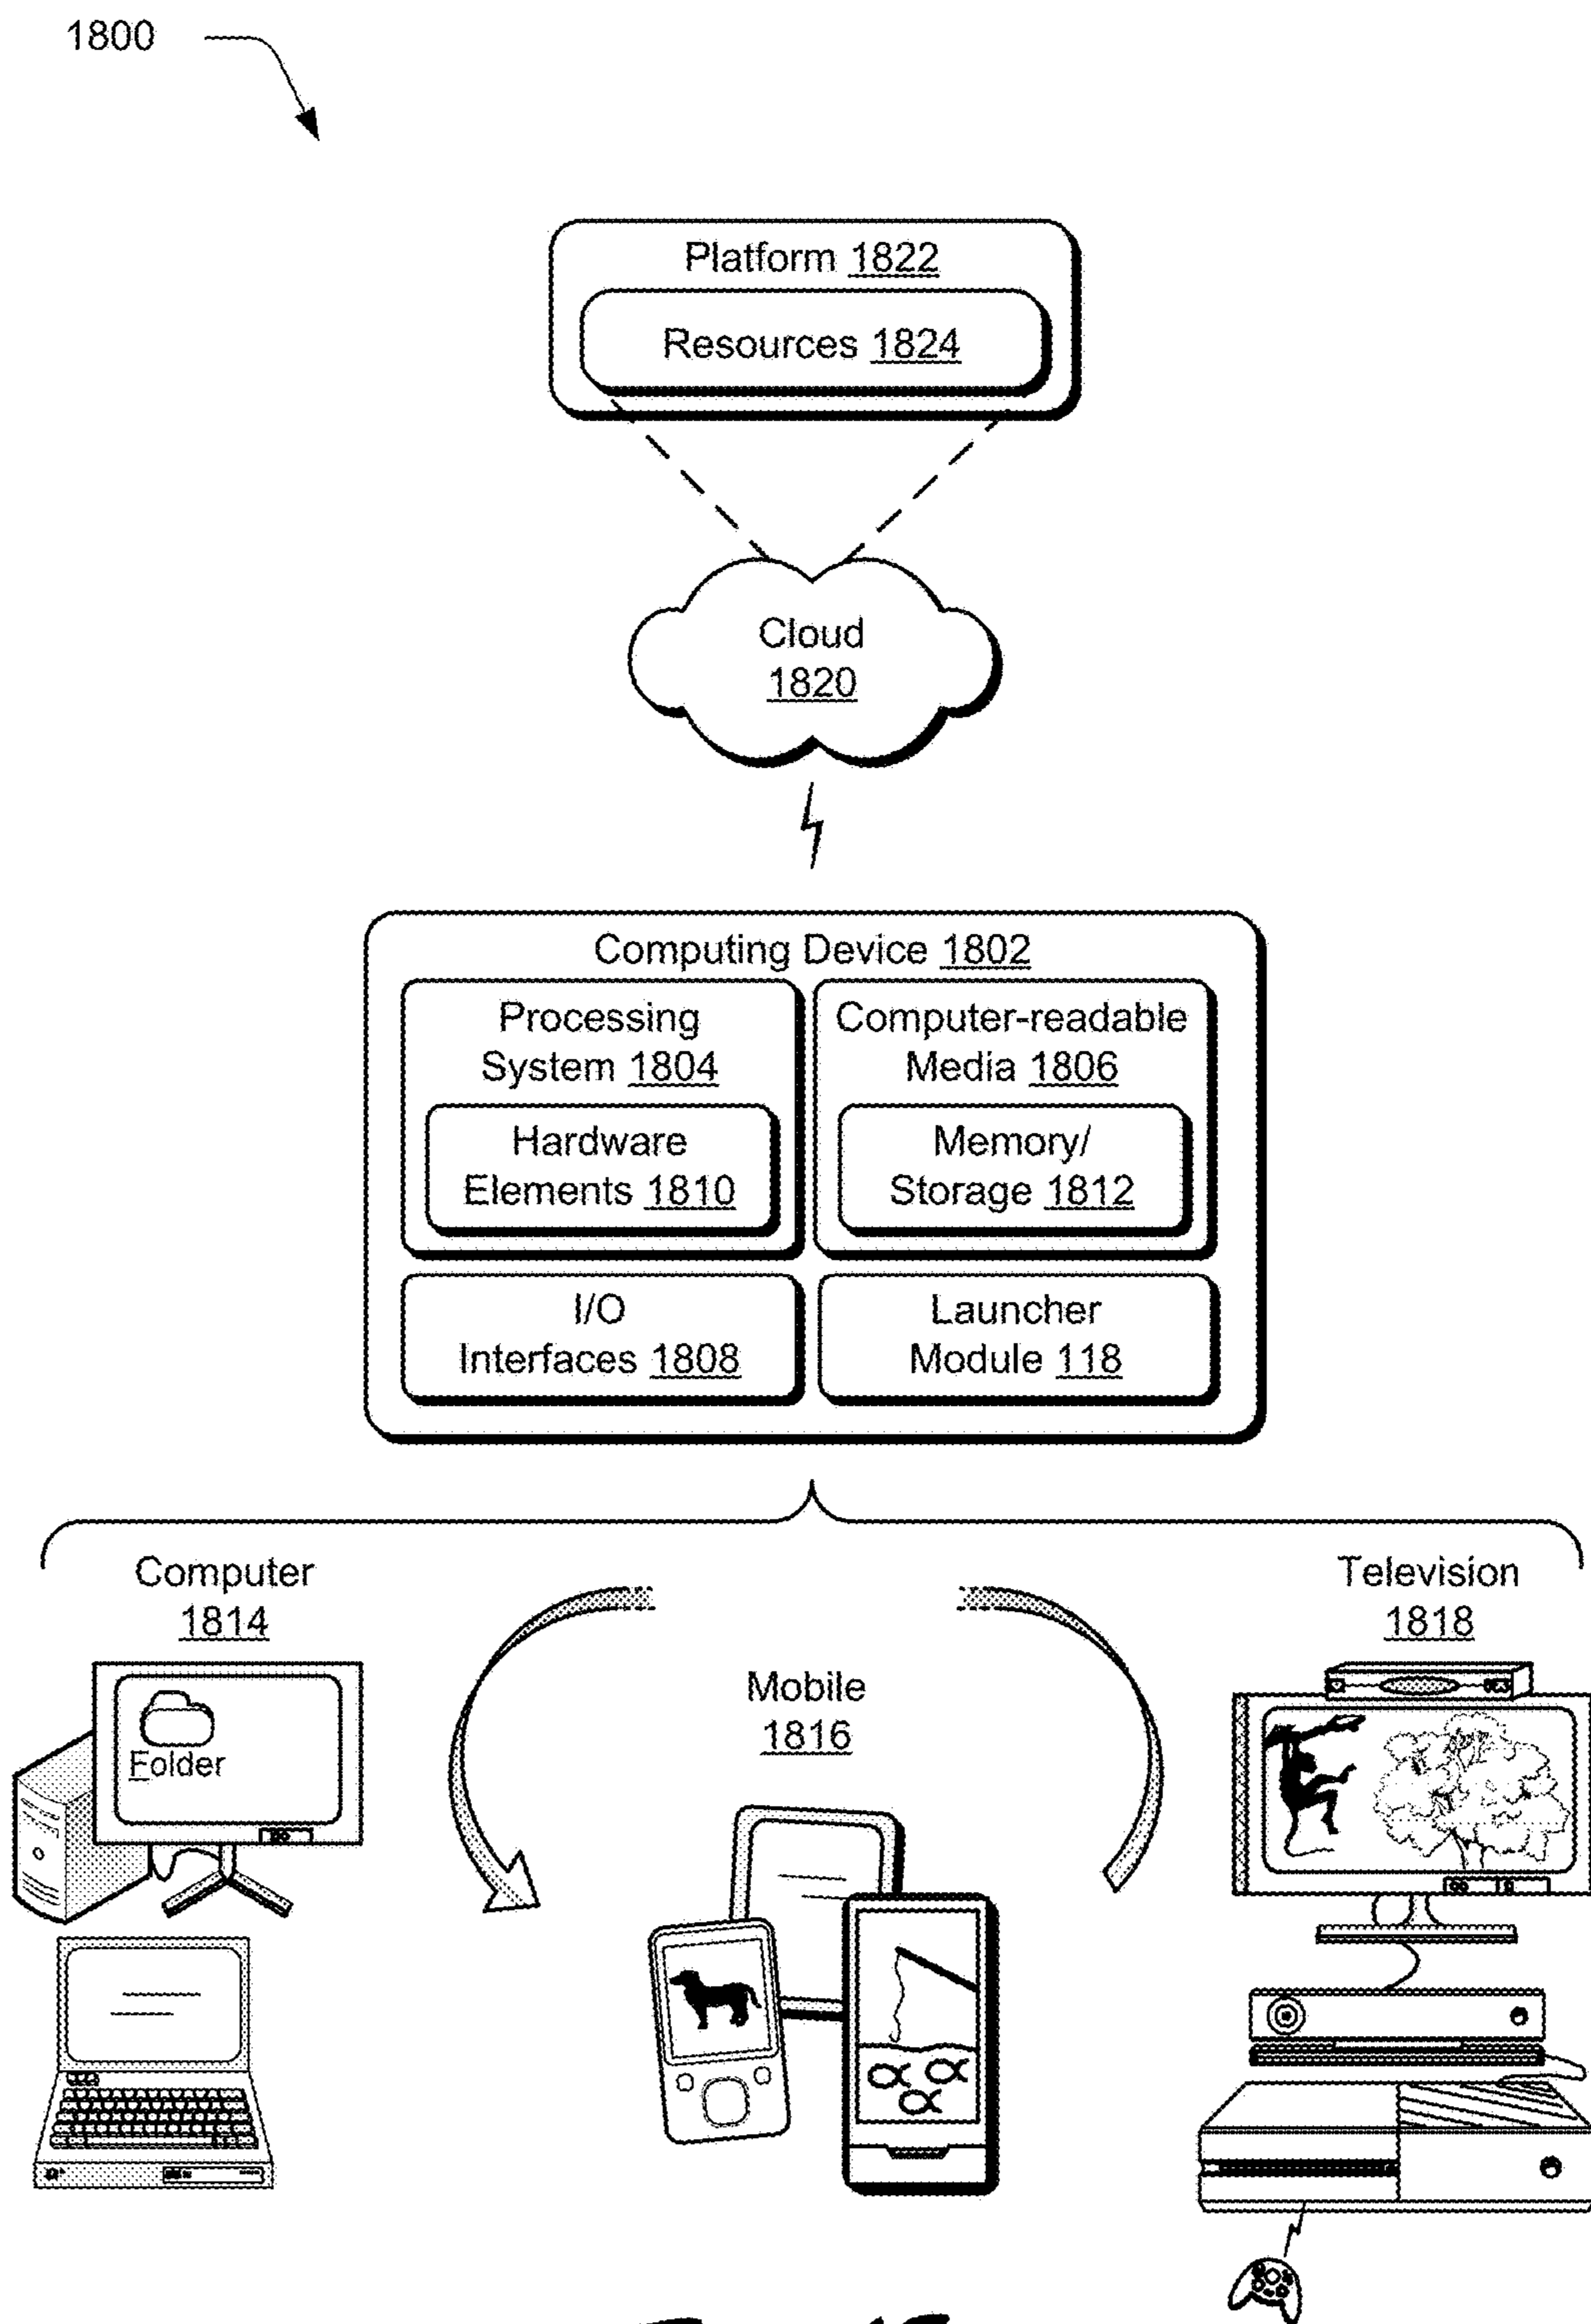 1800
Platform 1822
Resources 1824
Cloud
1820
Computing Device 1802
Processing
System 1804
Hardware
Elements 1810
Computer-readable
Media 1806
Memory/
Storage 1812
I/O
Interfaces 1808
Launcher
Module 118
Computer
1814
Folder
Mobile
1816
Television
1818